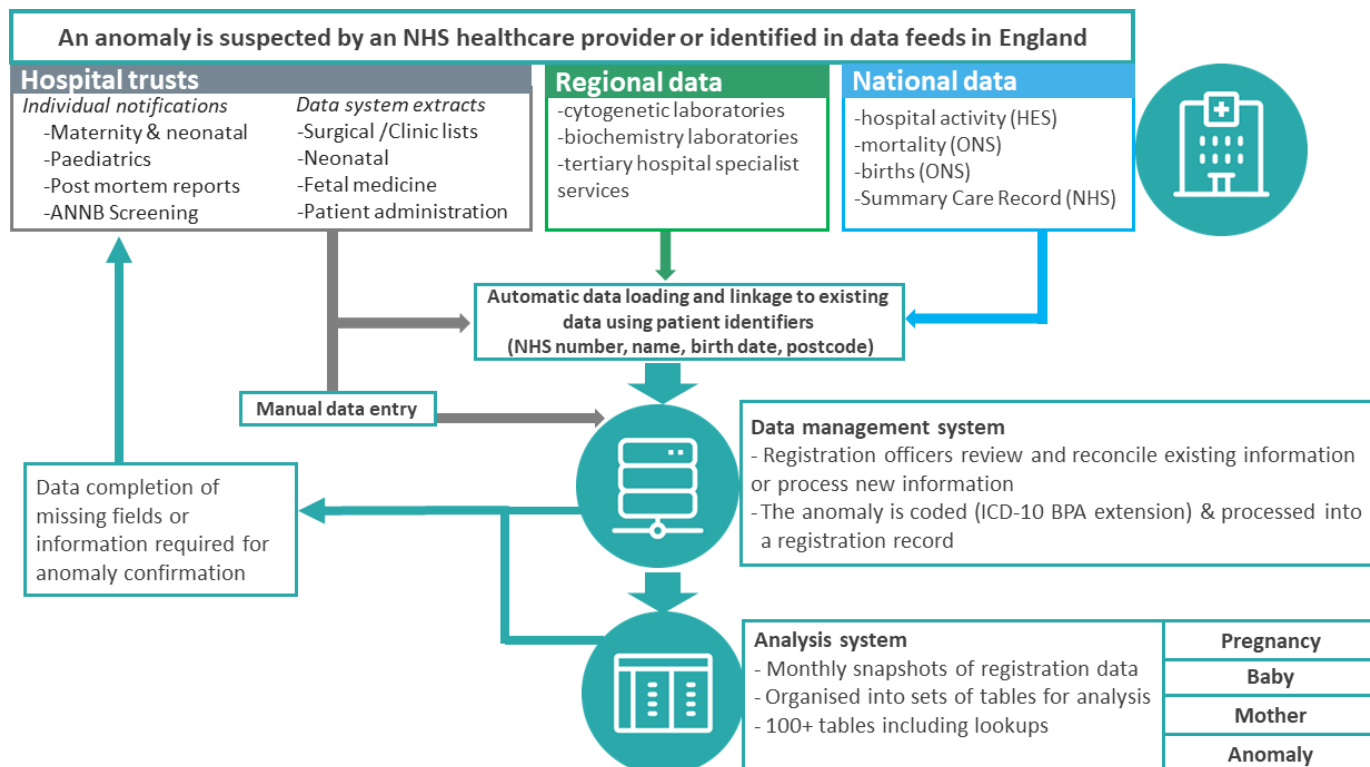 An anomaly is suspected by an NHS healthcare provider or identified in data feeds in England
Hospital trusts
Individual notifications
-Maternity & neonatal
-Paediatrics
-Post mortem reports
-ANNB Screening
Data system extracts
-Surgical /Clinic lists
-Neonatal
-Fetal medicine
-Patient administration
Regional data
-cytogenetic laboratories
-biochemistry laboratories
-tertiary hospital specialist
services
National data
-hospital activity (HES)
-mortality (ONS)
-births (ONS)
-Summary Care Record (NHS)
Automatic data loading and linkage to existing
data using patient identifiers
(NHS number, name, birth date, postcode)
Manual data entry
Data management system
- Registration officers review and reconcile existing information
or process new information
- The anomaly is coded (ICD-10 BPA extension) & processed into
a registration record
Data completion of
missing fields or
information required for
anomaly confirmation
Analysis system
- Monthly snapshots of registration data
- Organised into sets of tables for analysis
- 100+ tables including lookups
Pregnancy
Baby
Mother
Anomaly